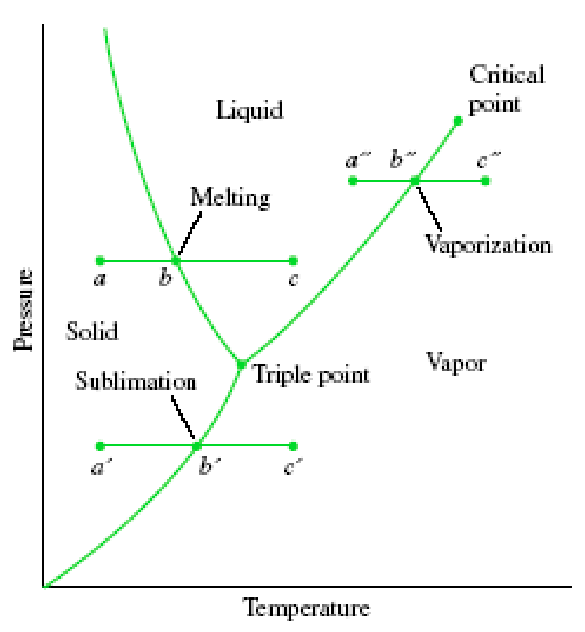 Critical
point
Liquid
a″ b″ c″
Melting
Vaporization
a b c
Pressure
Solid
Vapor
Triple point
Sublimation
a′ b′ c′
Temperature